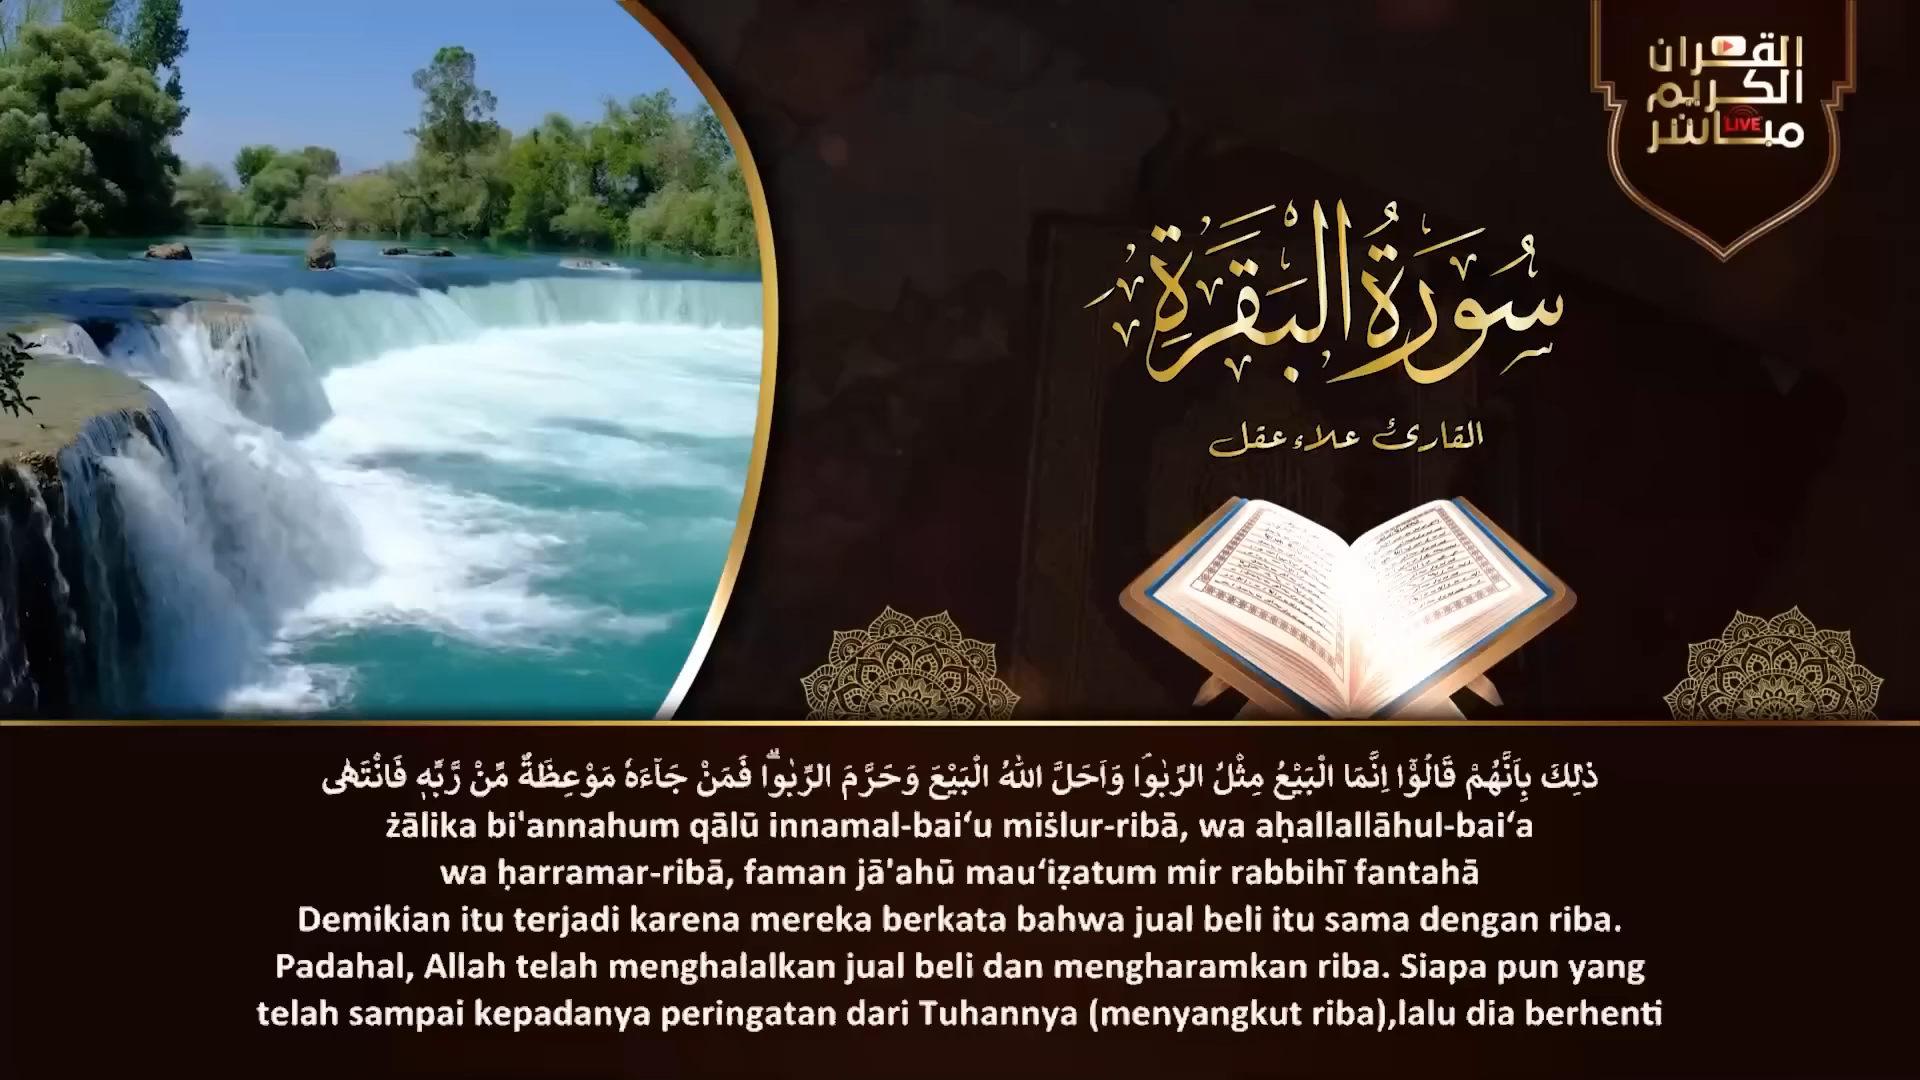 القران
الكريم
مباشر
LIVE
سُورَةُ البَقَرَةِ
القارئ علاء عقل
ذٰلِكَ بِاَنَّهُمْ قَالُوْٓا اِنَّمَا الْبَيْعُ مِثْلُ الرِّبٰواۘ وَاَحَلَّ اللّٰهُ الْبَيْعَ وَحَرَّمَ الرِّبٰواۗ فَمَنْ جَاۤءَهٗ مَوْعِظَةٌ مِّنْ رَّبِّهٖ فَانْتَهٰى
żālika bi'annahum qālū innamal-bai‘u miṡlur-ribā, wa aḥallallāhul-bai‘a
wa ḥarramar-ribā, faman jā'ahū mau‘iẓatum mir rabbihī fantahā
Demikian itu terjadi karena mereka berkata bahwa jual beli itu sama dengan riba.
Padahal, Allah telah menghalalkan jual beli dan mengharamkan riba. Siapa pun yang
telah sampai kepadanya peringatan dari Tuhannya (menyangkut riba),lalu dia berhenti